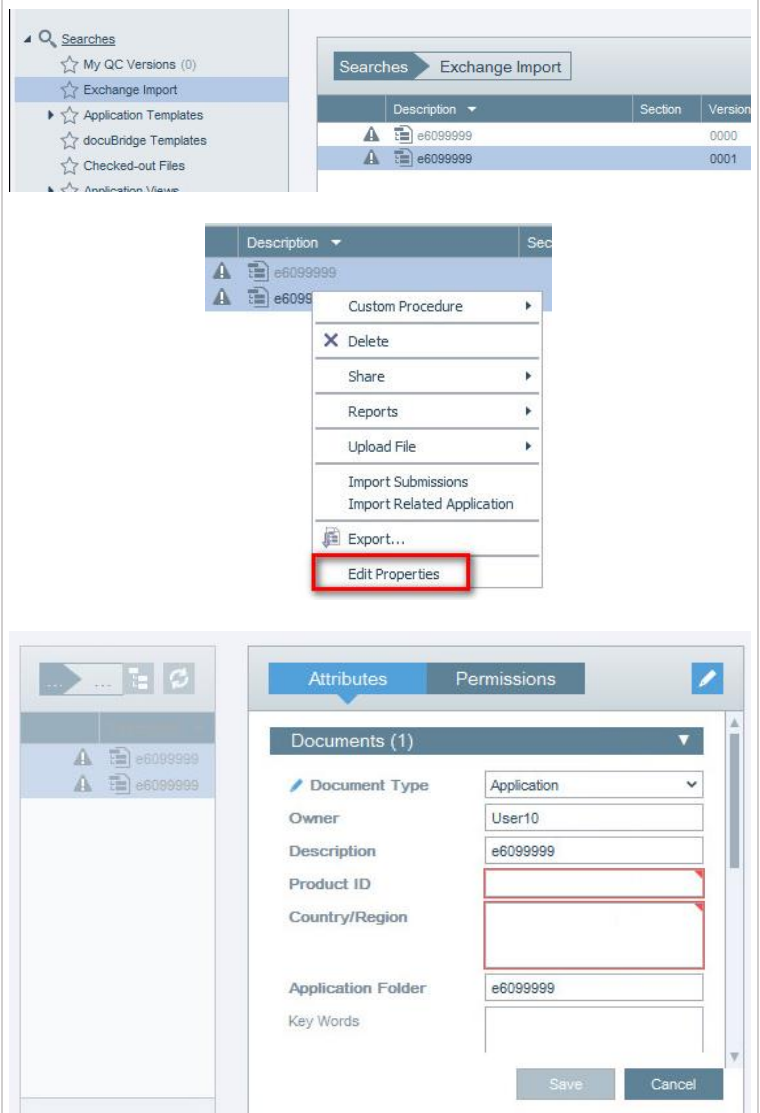 Searches
My QC Versions (0)
Exchange Import
Application Templates
docuBridge Templates
Checked-out Files
Application Views
Searches Exchange Import
Description Section Version
e6099999 0000
e6099999 0001
Description Sec
e6099999
e6099
Custom Procedure
Delete
Share
Reports
Upload File
Import Submissions
Import Related Application
Export...
Edit Properties
... ...
e6099999
e6099999
Attributes Permissions
Documents (1)
Document Type Application
Owner User10
Description e6099999
Product ID
Country/Region
Application Folder e6099999
Key Words
Save Cancel